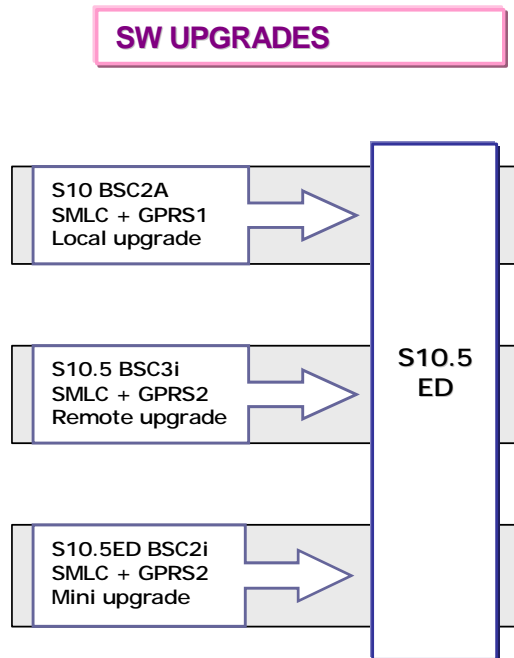 SW UPGRADES
S10 BSC2A
SMLC + GPRS1
Local upgrade
S10.5 BSC3i
SMLC + GPRS2
Remote upgrade
S10.5
ED
S10.5ED BSC2i
SMLC + GPRS2
Mini upgrade